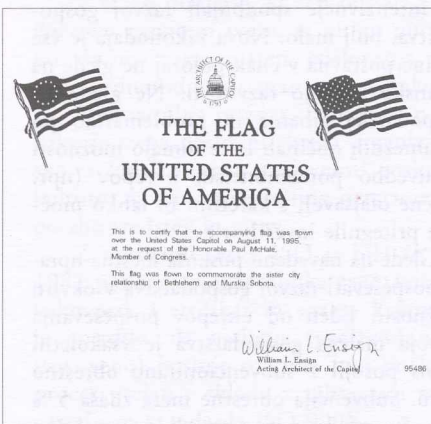 THE ARCHITECT OF THE CAPITOL
1793
THE FLAG
OF THE
UNITED STATES
OF AMERICA
This is to certify that the accompanying flag was flown
over the United States Capitol on August 11, 1995,
at the request of the Honorable Paul McHale,
Member of Congress.
This flag was flown to commemorate the sister city
relationship of Bethlehem and Murska Sobota.
William L. Ensign
William L. Ensign
Acting Architect of the Capitol 95486